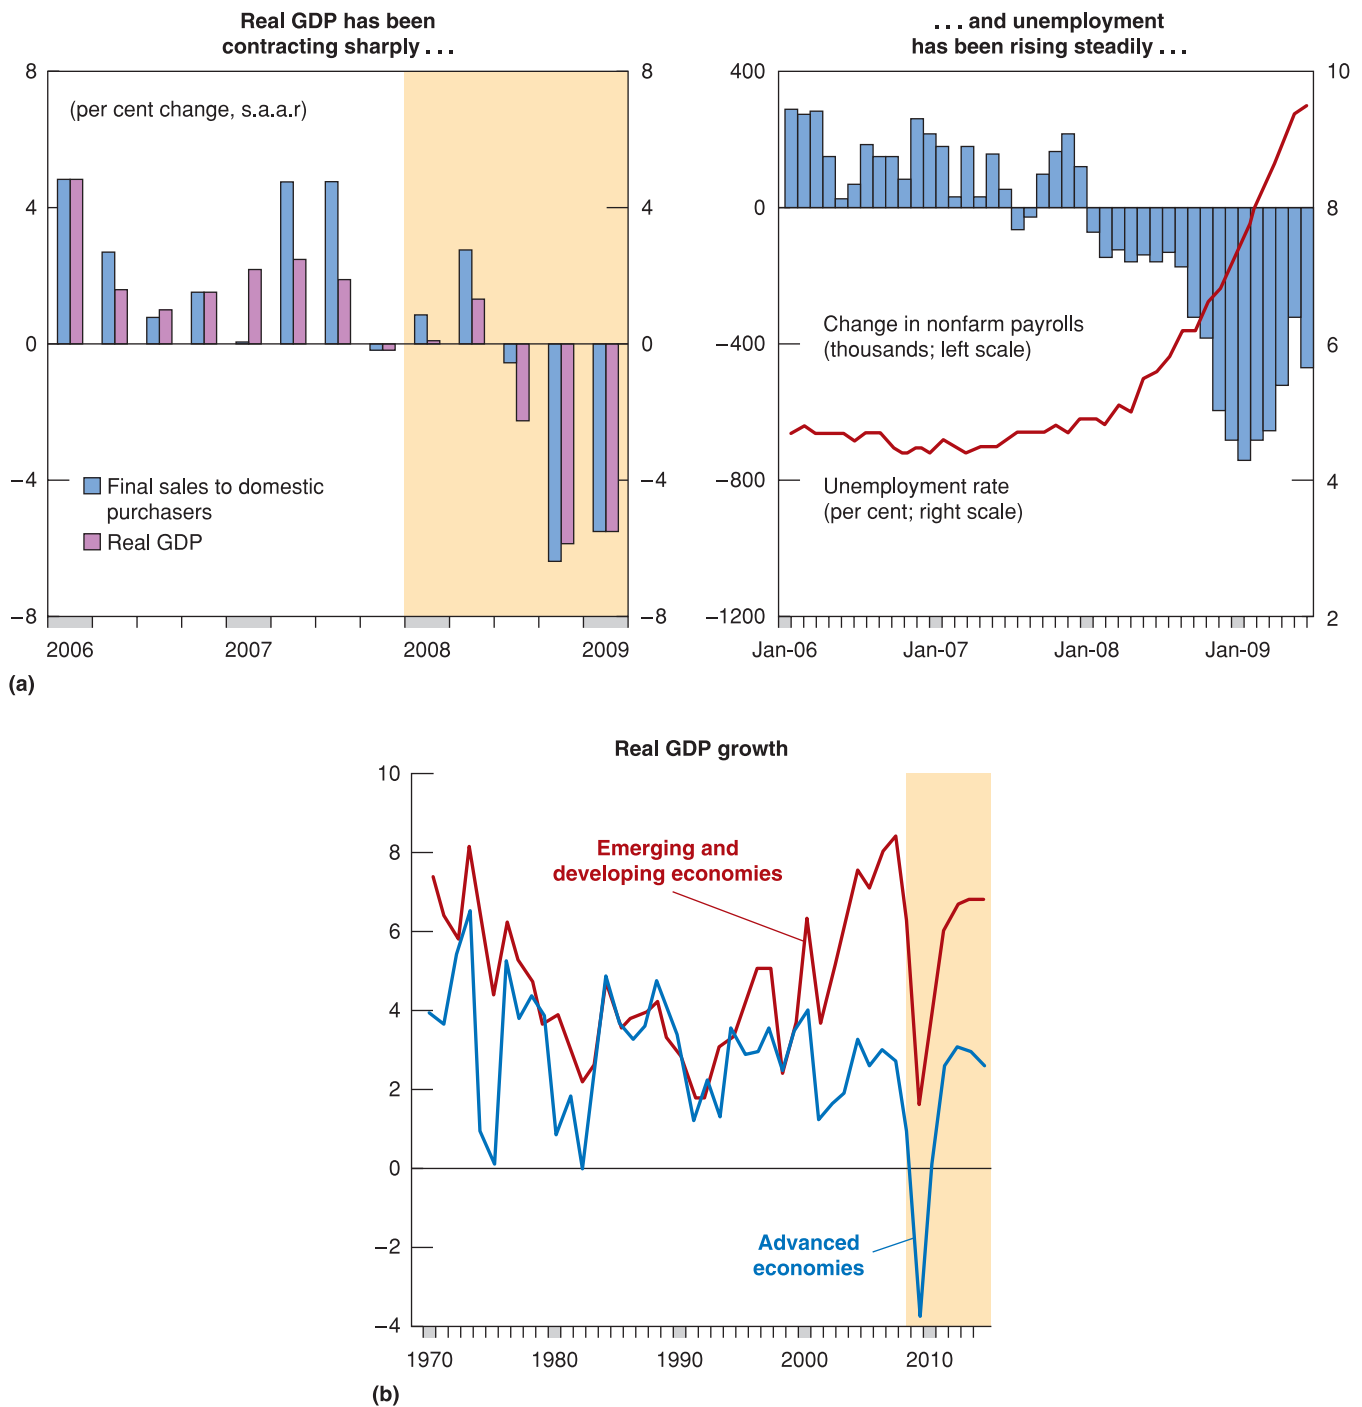 Real GDP has been
contracting sharply . . .
8
4
0
−4
−8
(per cent change, s.a.a.r)
Final sales to domestic
purchasers
Real GDP
8
4
0
−4
−8
2006
2007
2008
2009
. . . and unemployment
has been rising steadily . . .
400
0
−400
−800
−1200
Change in nonfarm payrolls
(thousands; left scale)
Unemployment rate
(per cent; right scale)
10
8
6
4
2
Jan-06
Jan-07
Jan-08
Jan-09
(a)
Real GDP growth
10
8
6
4
2
0
−2
−4
Emerging and
developing economies
Advanced
economies
1970
1980
1990
2000
2010
(b)